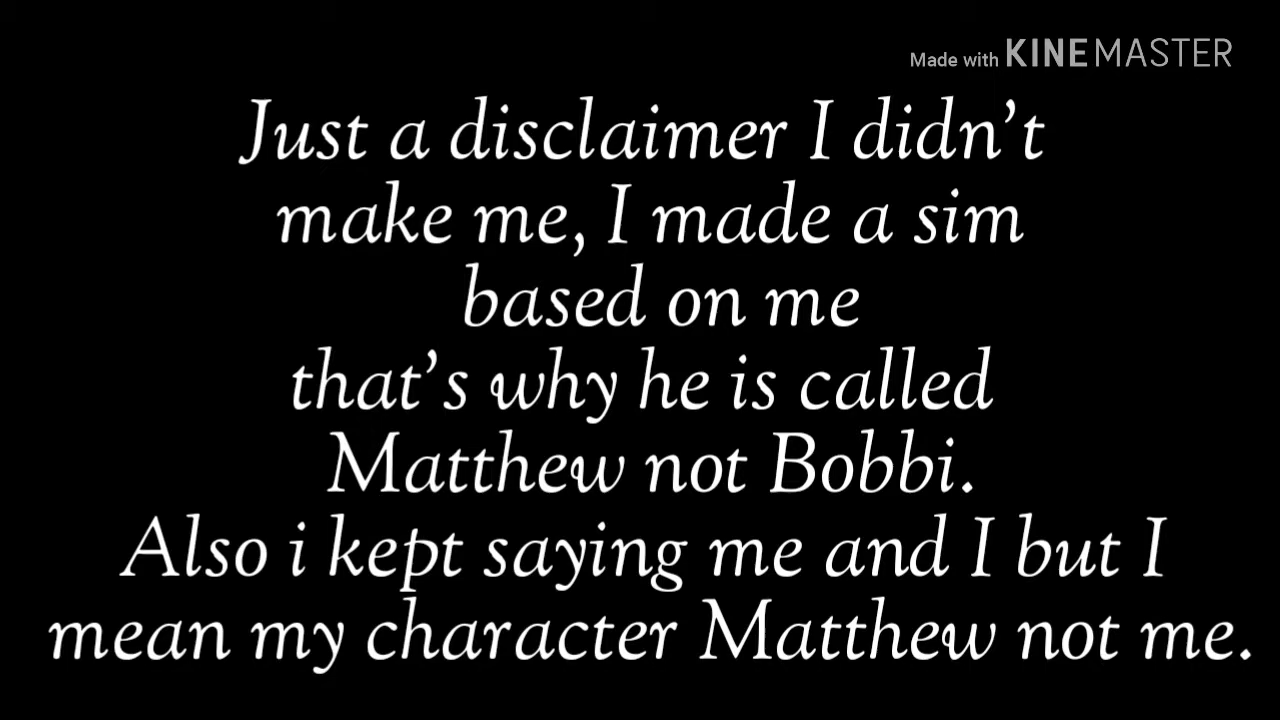 Made with KINEMASTER
Just a disclaimer I didn't
make me, I made a sim
based on me
that's why he is called
Matthew not Bobbi.
Also i kept saying me and I but I
mean my character Matthew not me.